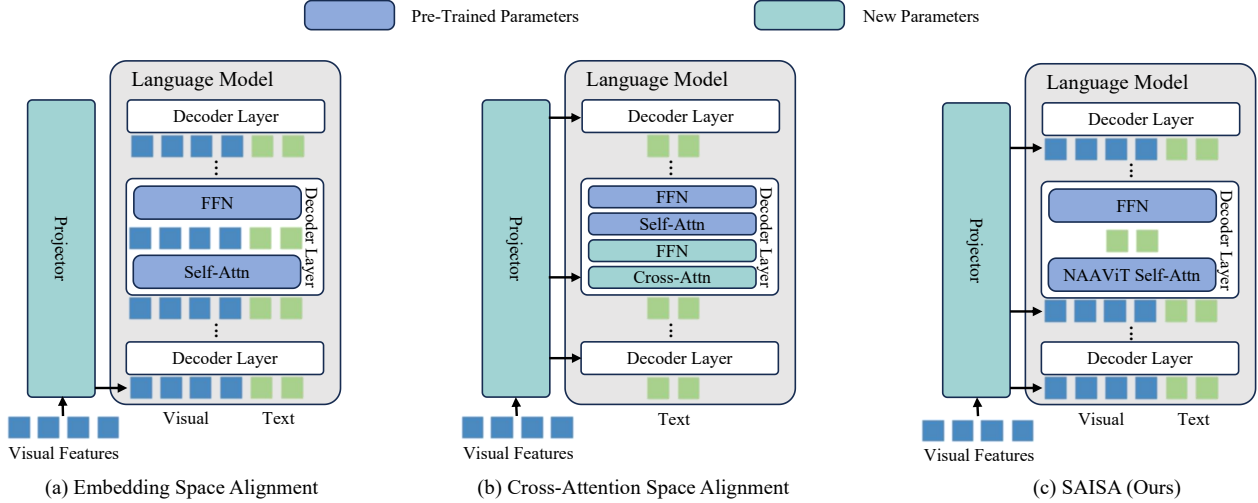 Pre-Trained Parameters
New Parameters
Language Model
Decoder Layer
FFN
Self-Attn
Decoder Layer
Decoder Layer
Projector
Visual
Text
Visual Features
(a) Embedding Space Alignment
Language Model
Decoder Layer
FFN
Self-Attn
FFN
Cross-Attn
Decoder Layer
Decoder Layer
Projector
Text
Visual Features
(b) Cross-Attention Space Alignment
Language Model
Decoder Layer
FFN
NAAViT Self-Attn
Decoder Layer
Decoder Layer
Projector
Visual
Text
Visual Features
(c) SAISA (Ours)